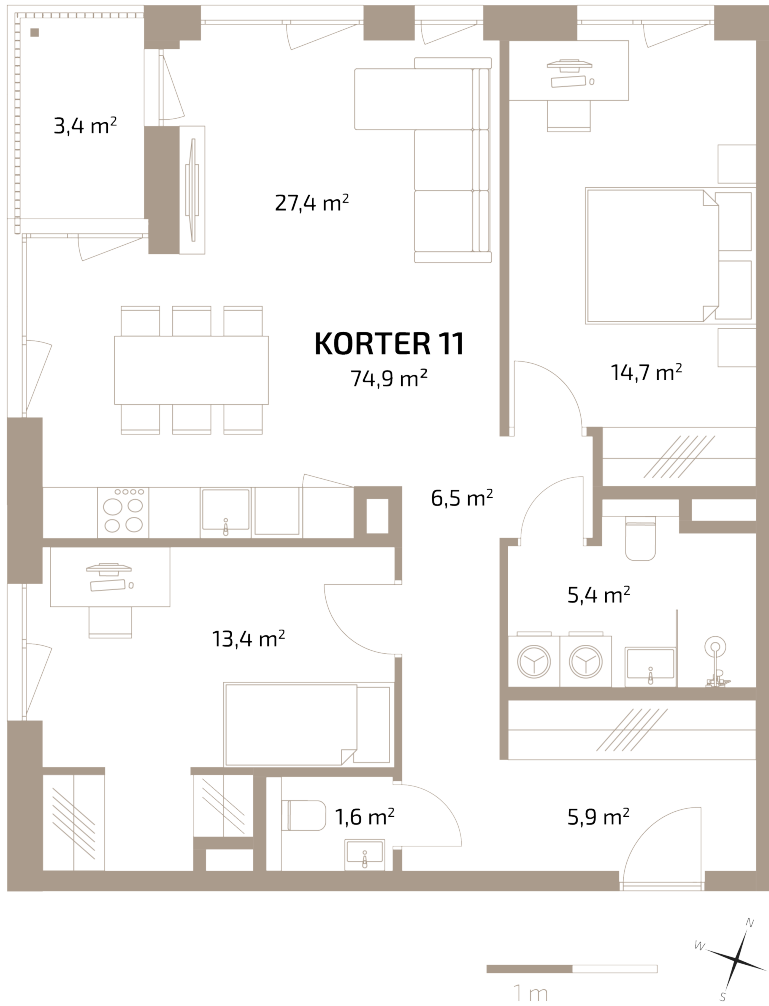 3,4 m²
27,4 m²
KORTER 11
74,9 m²
14,7 m²
6,5 m²
5,4 m²
13,4 m²
1,6 m²
5,9 m²
N
W
S
1 m